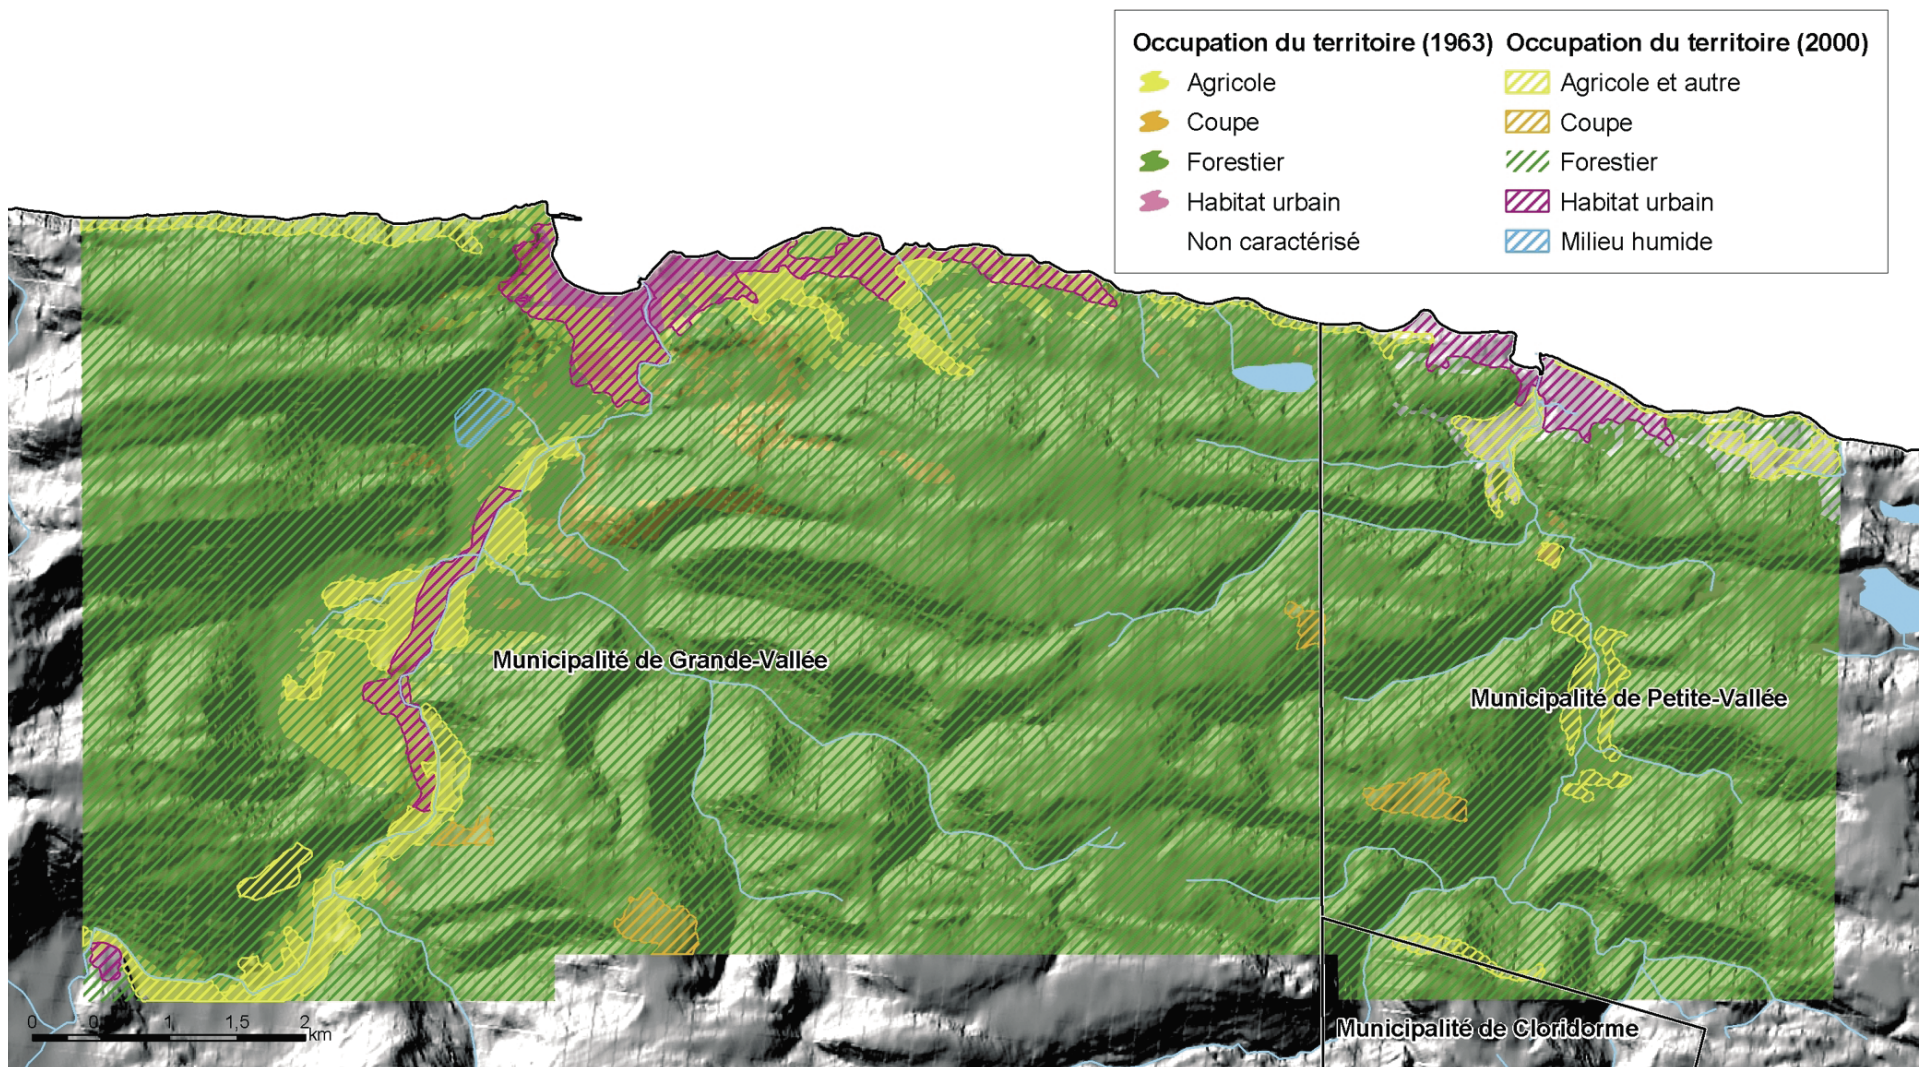 Occupation du territoire (1963) Occupation du territoire (2000)
Agricole Agricole et autre
Coupe Coupe
Forestier Forestier
Habitat urbain Habitat urbain
Non caractérisé Milieu humide
Municipalité de Grande-Vallée
Municipalité de Petite-Vallée
0 0,5 1 1,5 2
km
Municipalité de Cloridorme